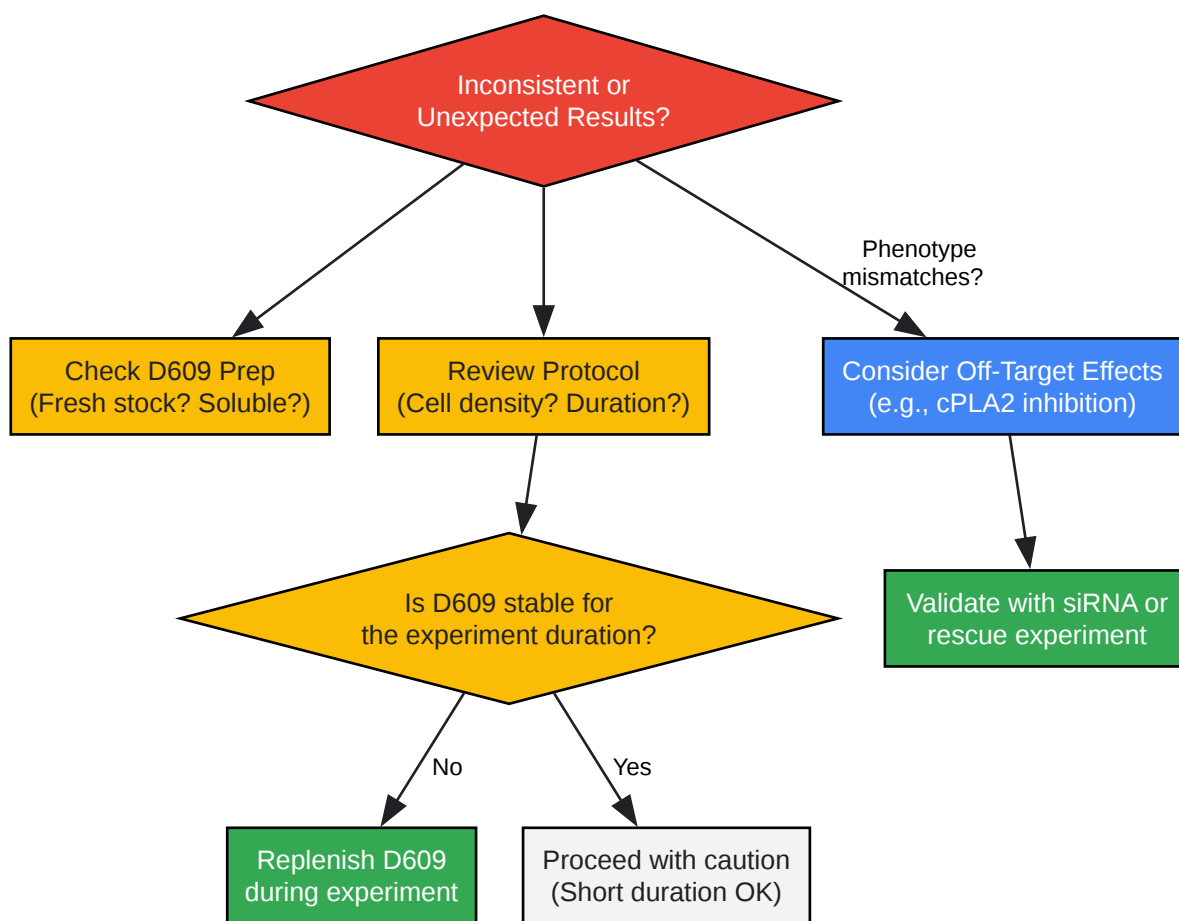 Inconsistent or
Unexpected Results?
Phenotype
mismatches?
Check D609 Prep
(Fresh stock? Soluble?)
Review Protocol
(Cell density? Duration?)
Consider Off-Target Effects
(e.g., cPLA2 inhibition)
Is D609 stable for
the experiment duration?
Validate with siRNA or
rescue experiment
No
Yes
Replenish D609
during experiment
Proceed with caution
(Short duration OK)